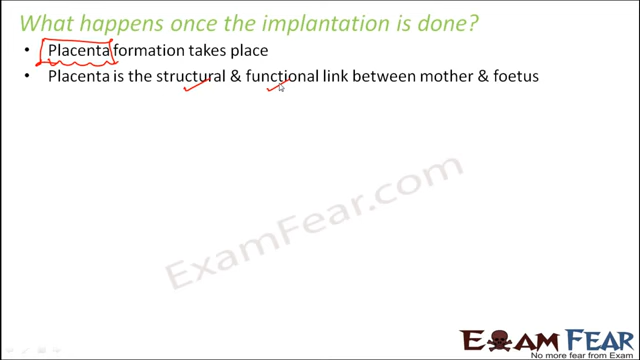 What happens once the implantation is done?
• Placenta formation takes place
• Placenta is the structural & functional link between mother & foetus
ExamFear.com
EXAM FEAR
No more fear from Exam